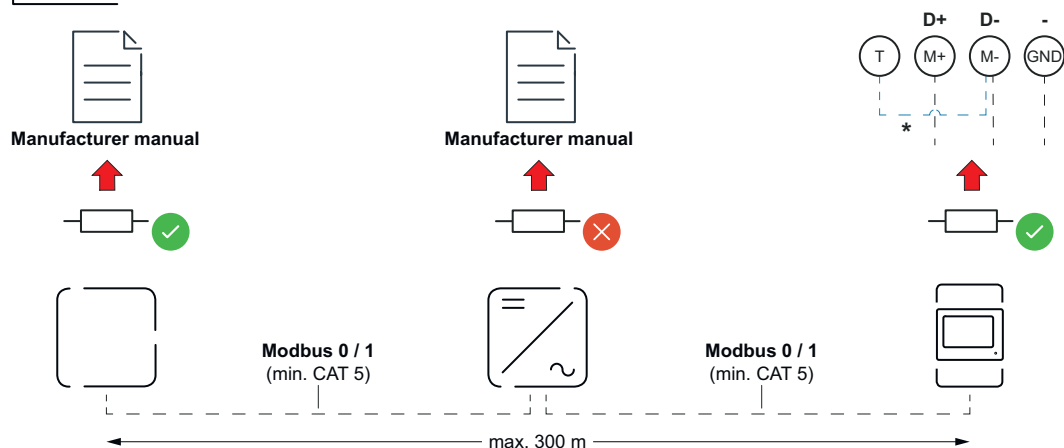 D+ D- -
T M+ M- GND
*
Manufacturer manual
Manufacturer manual
Modbus 0 / 1
(min. CAT 5)
Modbus 0 / 1
(min. CAT 5)
max. 300 m